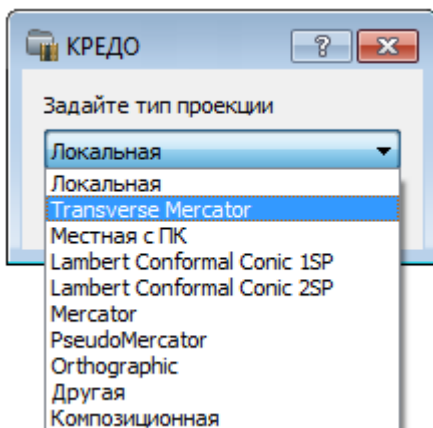 КРЕДО
Задайте тип проекции
Локальная
Локальная
Transverse Mercator
Местная с ПК
Lambert Conformal Conic 1SP
Lambert Conformal Conic 2SP
Mercator
PseudoMercator
Orthographic
Другая
Композиционная